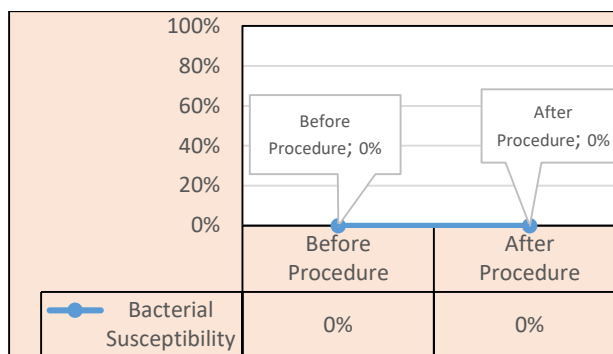 100%
80%
60%
40%
20%
0%
Before
Procedure; 0%
After
Procedure; 0%
Before
Procedure
After
Procedure
Bacterial
Susceptibility
0%
0%